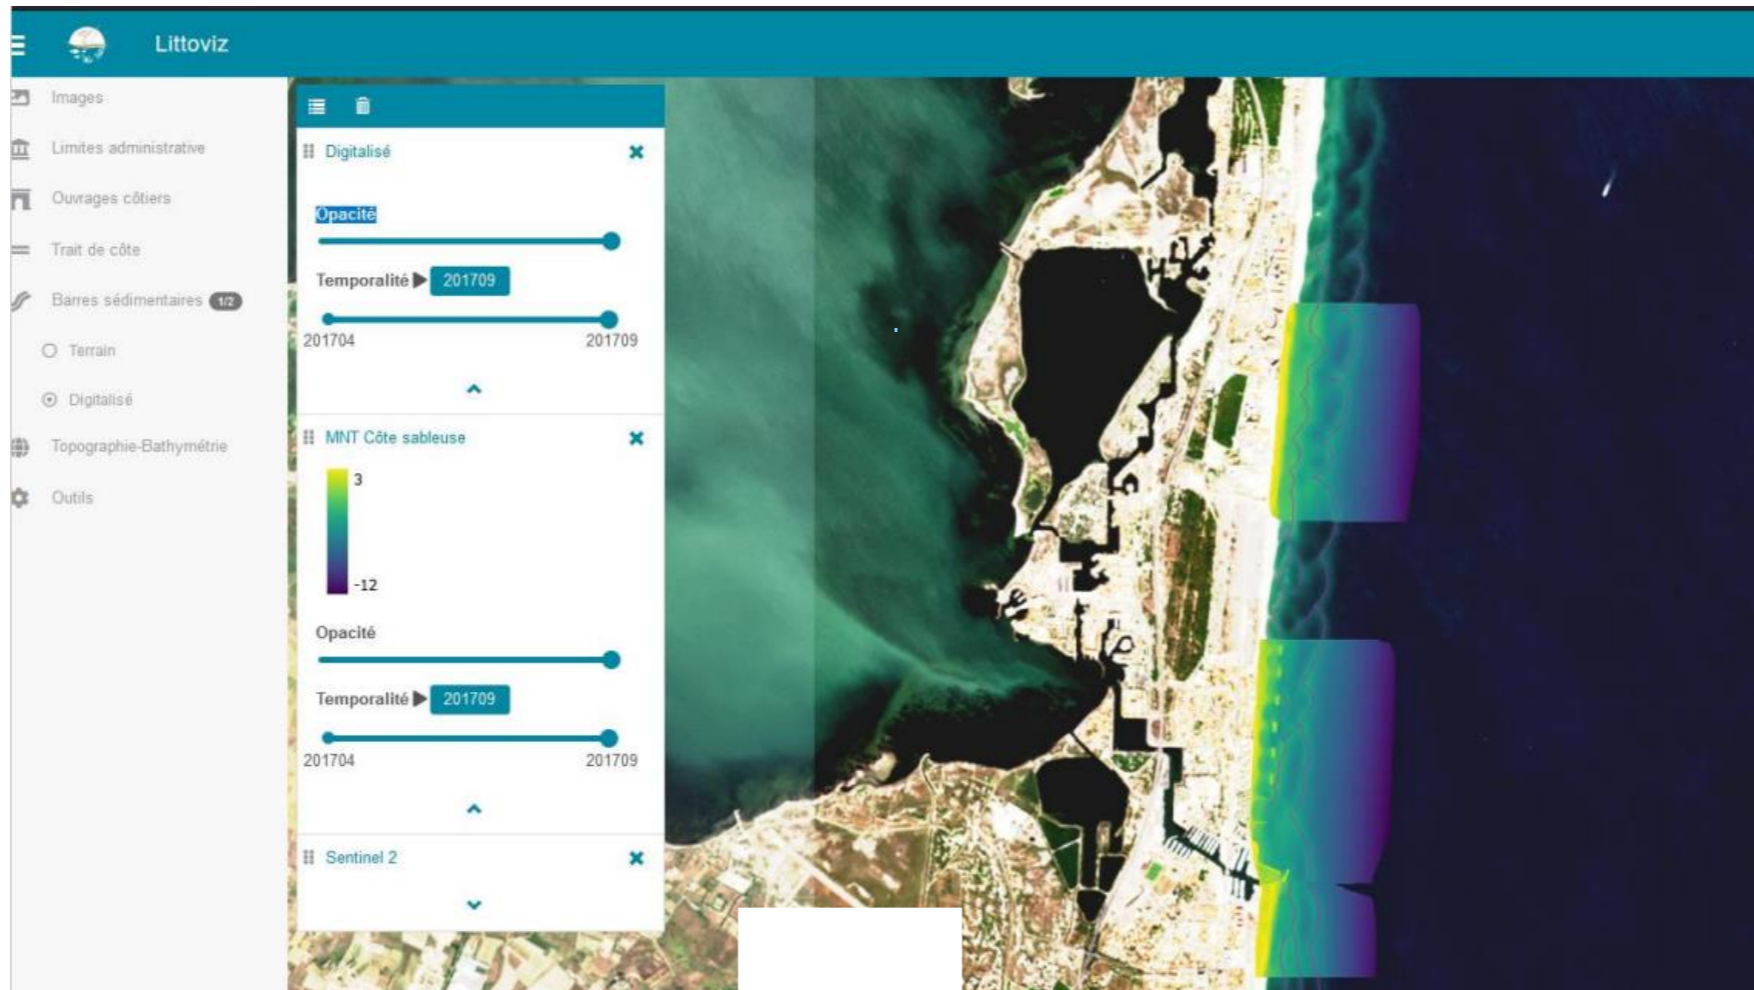 Littoviz
Images
Limites administrative
Ouvrages côtiers
Trait de côte
Barres sédimentaires 1/2
Terrain
Digitalisé
Topographie-Bathymétrie
Outils
Digitalisé
Opacité
Temporalité 201709
201704 201709
MNT Côte sableuse
3
-12
Opacité
Temporalité 201709
201704 201709
Sentinel 2